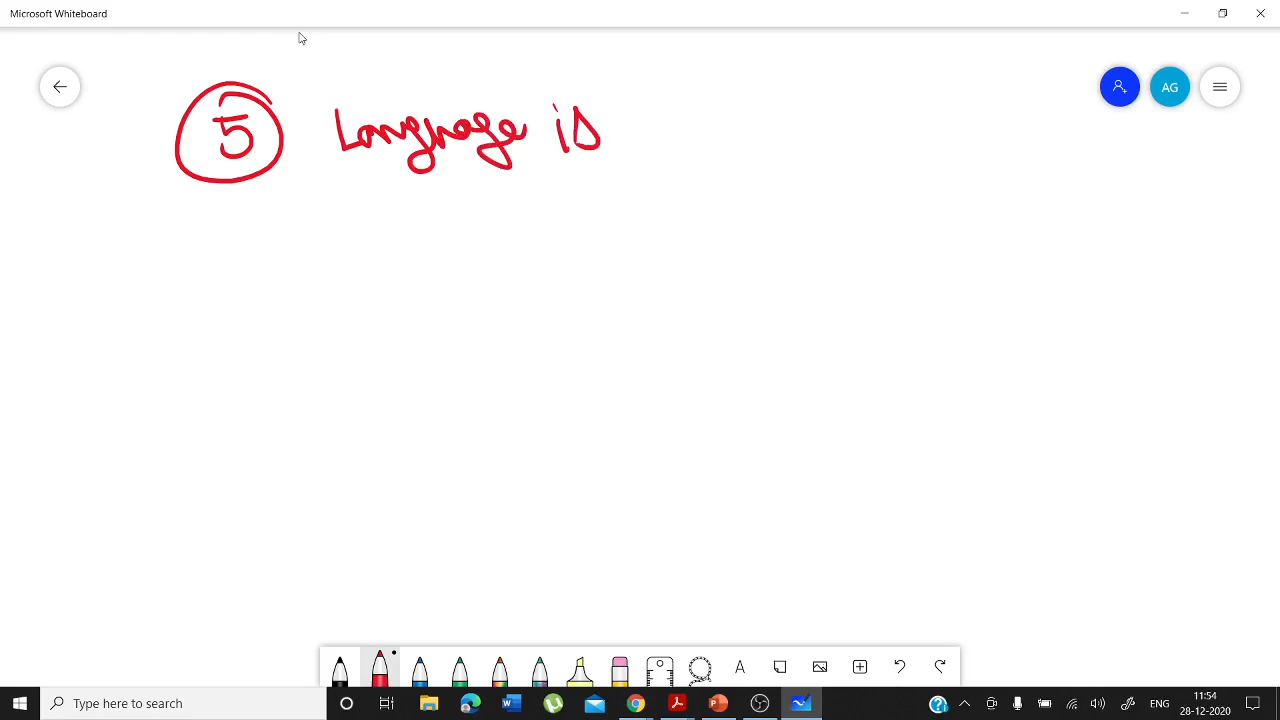 Microsoft Whiteboard
AG
5 Language is
A
Type here to search
ENG
11:54
28-12-2020